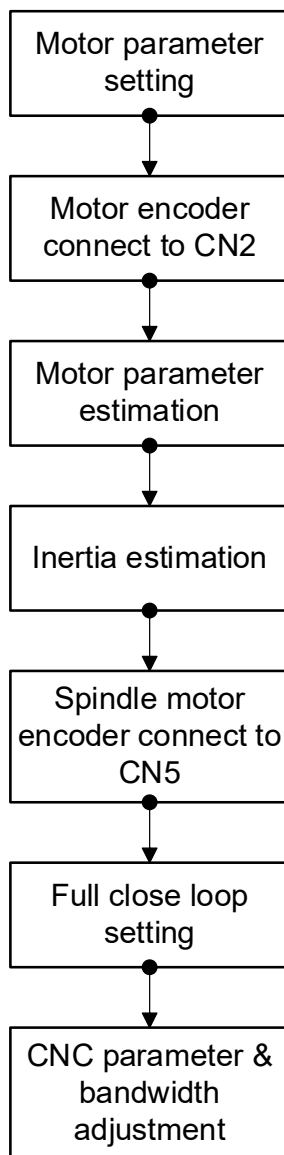 Motor parameter
setting
Motor encoder
connect to CN2
Motor parameter
estimation
Inertia estimation
Spindle motor
encoder connect to
CN5
Full close loop
setting
CNC parameter &
bandwidth
adjustment